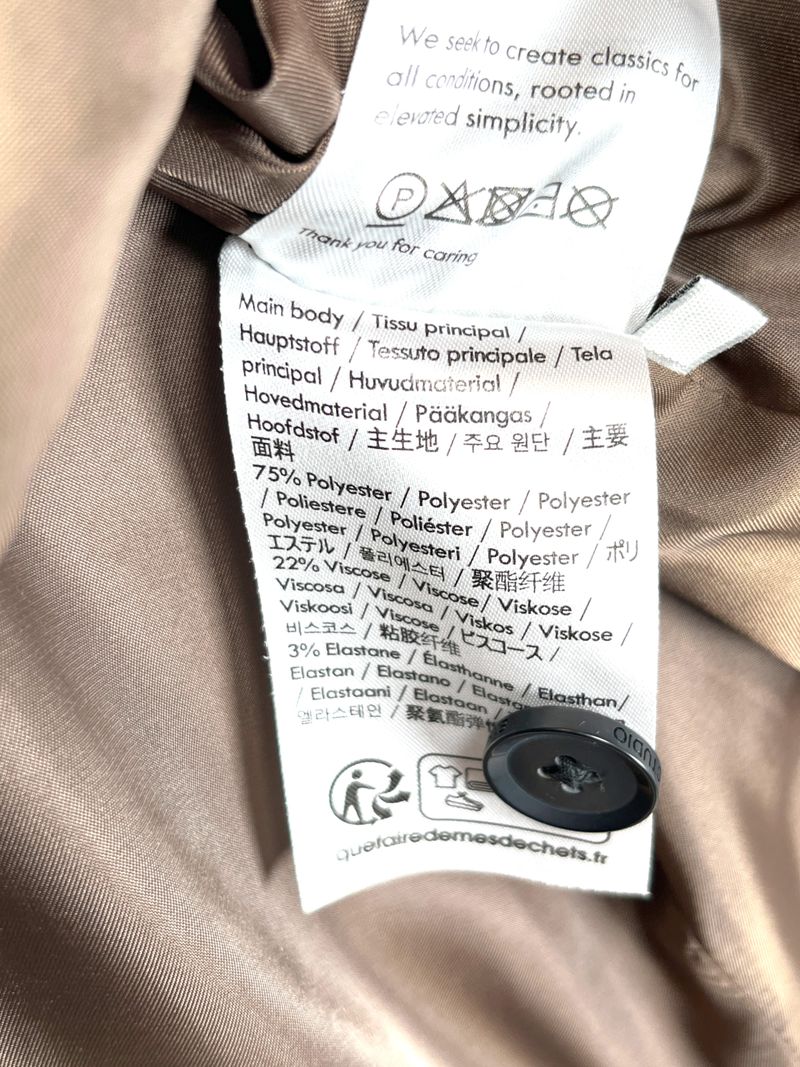 We seek to create classics for
all conditions, rooted in
elevated simplicity.
P
Thank you for caring
Main body / Tissu principal /
Hauptstoff / Tessuto principale / Tela
principal / Huvudmaterial /
Hovedmaterial / Pääkangas /
Hoofdstof / 主生地 / 주요 원단 / 主要
面料
75% Polyester / Polyester / Polyester
/ Poliestere / Poliéster / Polyester /
Polyester / Polyesteri / Polyester / ポリ
エステル / 폴리에스터 / 聚酯纤维
22% Viscose / Viscose/ Viskose /
Viscosa / Viscosa / Viskos / Viskose /
Viskoosi / Viscose / ビスコース /
비스코스 / 粘胶纤维
3% Elastane / Élasthanne / Elasthan/
Elastan / Elastano / Elastan
/ Elastaani / Elastaan /
엘라스테인 / 聚氨酯弹
quefairedemesdechets.fr